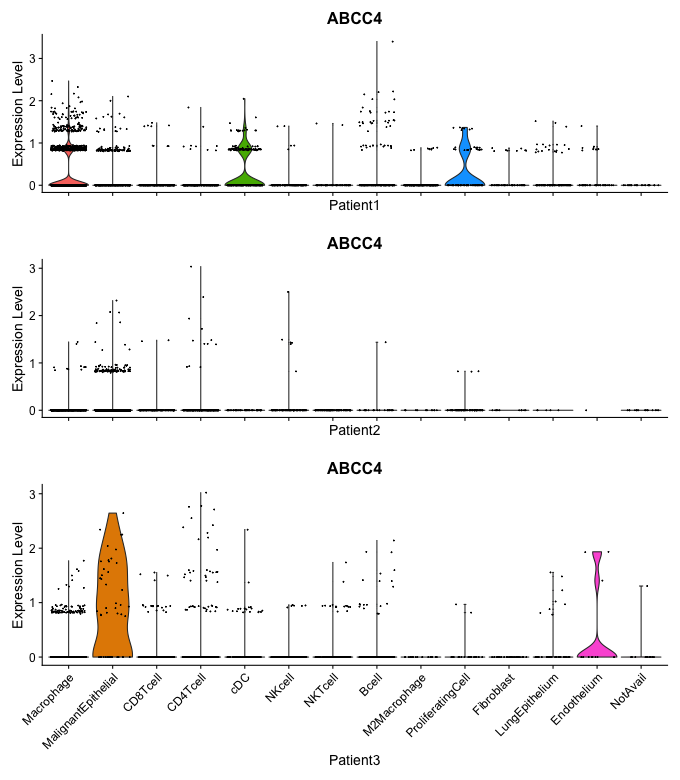 ABCC4
Expression Level
3
2
1
0
Patient1
ABCC4
Expression Level
3
2
1
0
Patient2
ABCC4
Expression Level
3
2
1
0
Macrophage
MalignantEpithelial
CD8Tcell
CD4Tcell
cDC
NKcell
NKTcell
Bcell
M2Macrophage
ProliferatingCell
Fibroblast
LungEpithelium
Endothelium
NotAvail
Patient3